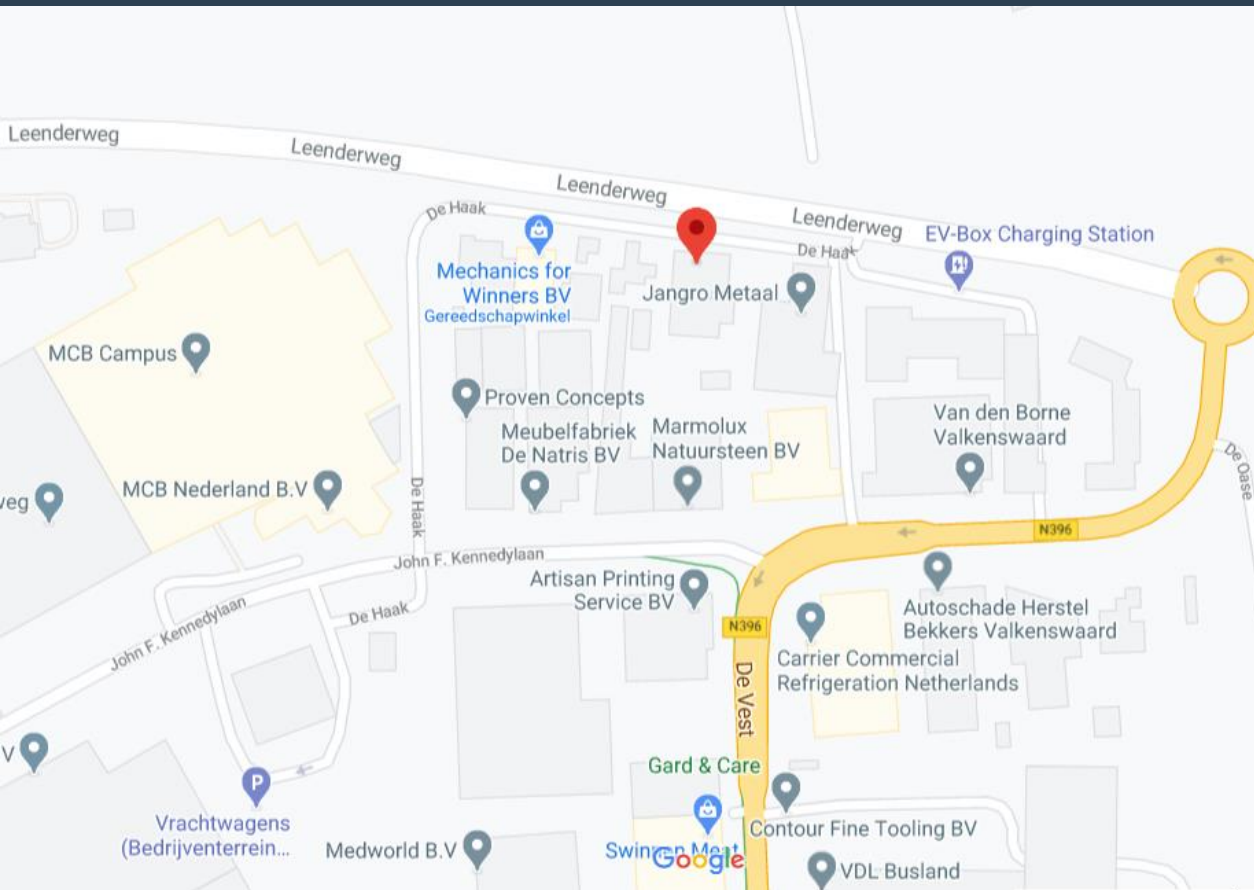 Leenderweg
Leenderweg
Leenderweg
Leenderweg
De Haak
De Haak
EV-Box Charging Station
Mechanics for
Winners BV
Gereedschapwinkel
Jangro Metaal
MCB Campus
Proven Concepts
Meubelfabriek
De Natris BV
Marmolux
Natuursteen BV
Van den Borne
Valkenswaard
De Oase
MCB Nederland B.V
veg
De Haak
N396
John F. Kennedylaan
Artisan Printing
Service BV
Autoschade Herstel
Bekkers Valkenswaard
De Haak
John F. Kennedylaan
N396
Carrier Commercial
Refrigeration Netherlands
De Vest
V
Gard & Care
P
Vrachtwagens
(Bedrijventerrein...
Medworld B.V
Contour Fine Tooling BV
Swinnen Meat
Google
VDL Busland